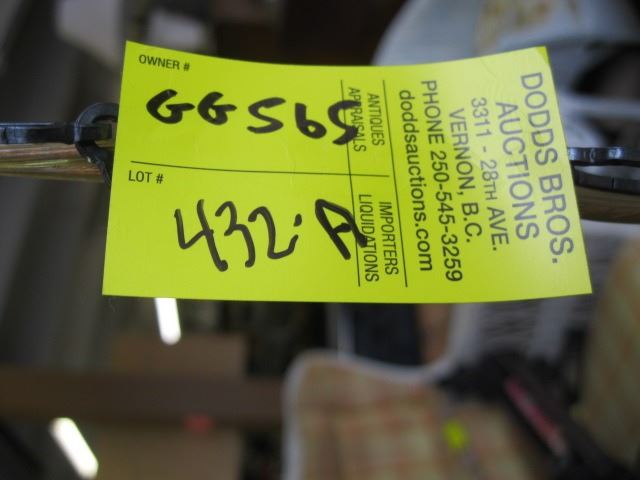 DODDS BROS.
AUCTIONS
3311 - 28TH AVE.
VERNON, B.C.
PHONE 250-545-3259
doddsauctions.com
ANTIQUES
APPRAISALS
IMPORTERS
LIQUIDATIONS
OWNER #
GG565
LOT #
432-A